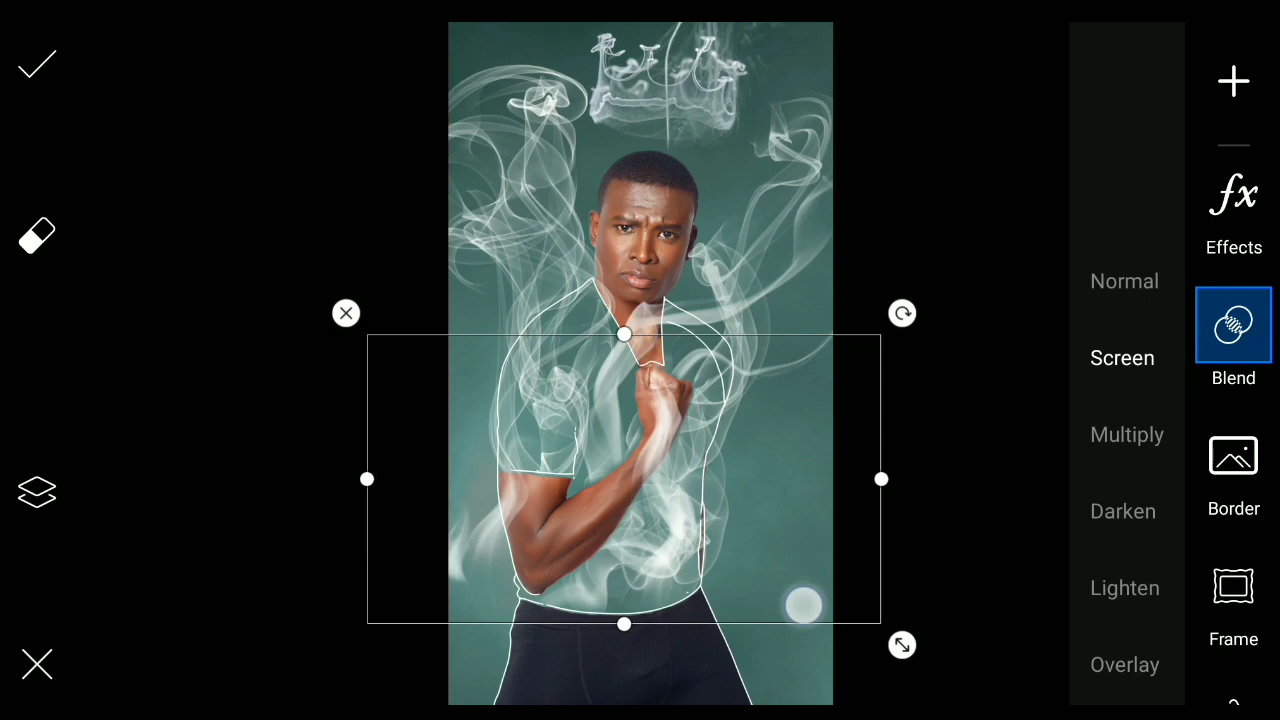 Effects
Normal
Screen
Blend
Multiply
Darken
Border
Lighten
Frame
Overlay